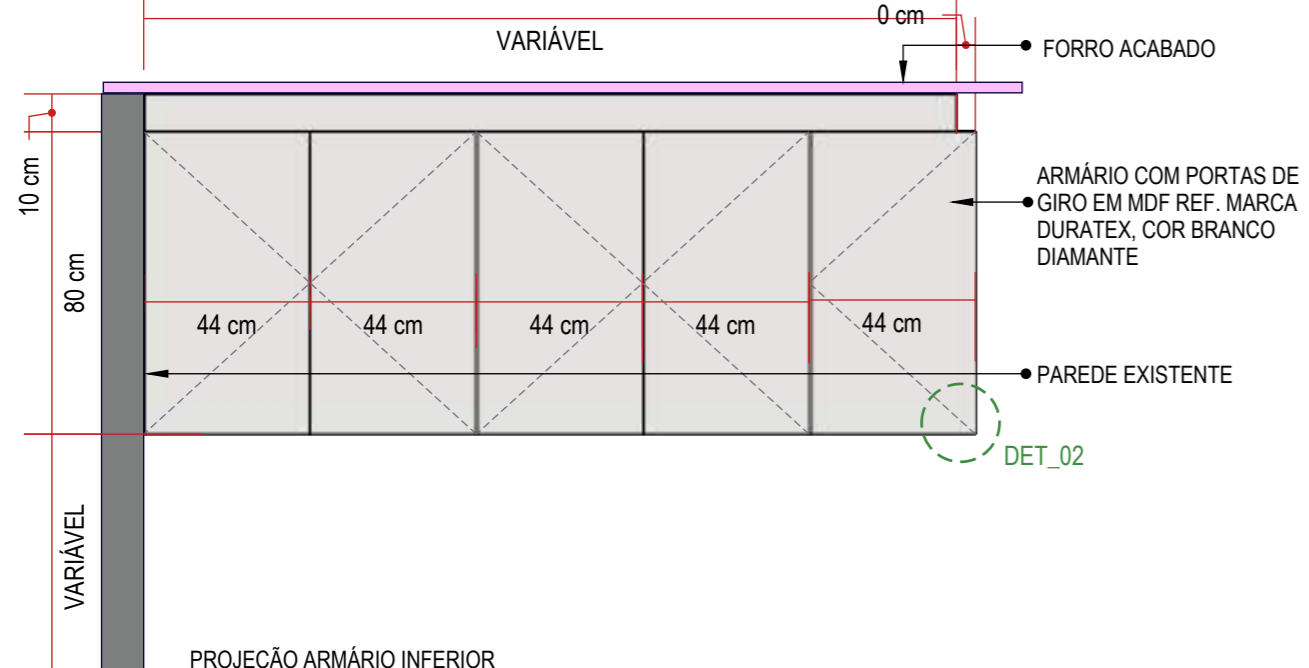 0 cm
VARIÁVEL
FORRO ACABADO
10 cm
ARMÁRIO COM PORTAS DE
GIRO EM MDF REF. MARCA
DURATEX, COR BRANCO
DIAMANTE
80 cm
44 cm
44 cm
44 cm
44 cm
44 cm
PAREDE EXISTENTE
DET_02
VARIÁVEL
PROJEÇÃO ARMÁRIO INFERIOR